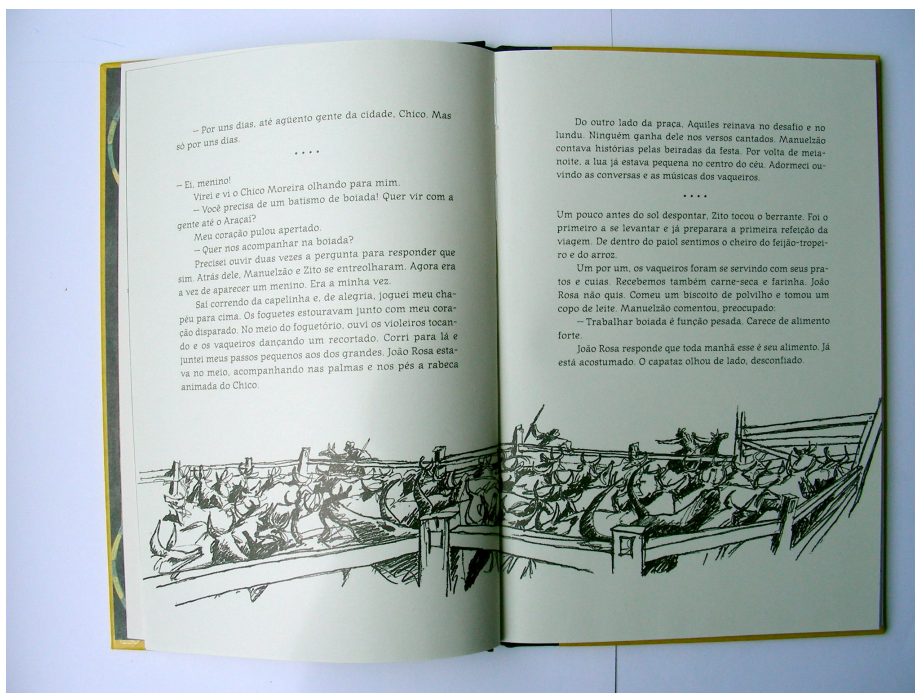 – Por uns dias, até agüento gente da cidade, Chico. Mas
só por uns dias.
• • • •
– Ei, menino!
Virei e vi o Chico Moreira olhando para mim.
– Você precisa de um batismo de boiada! Quer vir com a
gente até o Araçaí?
Meu coração pulou apertado.
– Quer nos acompanhar na boiada?
Precisei ouvir duas vezes a pergunta para responder que
sim. Atrás dele, Manuelzão e Zito se entreolharam. Agora era
a vez de aparecer um menino. Era a minha vez.
Saí correndo da capelinha e, de alegria, joguei meu cha-
péu para cima. Os foguetes estouravam junto com meu cora-
ção disparado. No meio do foguetório, ouvi os violeiros tocan-
do e os vaqueiros dançando um recortado. Corri para lá e
juntei meus passos pequenos aos dos grandes. João Rosa esta-
va no meio, acompanhando nas palmas e nos pés a rabeca
animada do Chico.
Do outro lado da praça, Aquiles reinava no desafio e no
lundu. Ninguém ganha dele nos versos cantados. Manuelzão
contava histórias pelas beiradas da festa. Por volta de meia-
noite, a lua já estava pequena no centro do céu. Adormeci ou-
vindo as conversas e as músicas dos vaqueiros.
• • • •
Um pouco antes do sol despontar, Zito tocou o berrante. Foi o
primeiro a se levantar e já preparara a primeira refeição da
viagem. De dentro do paiol sentimos o cheiro do feijão-tropei-
ro e do arroz.
Um por um, os vaqueiros foram se servindo com seus pra-
tos e cuias. Recebemos também carne-seca e farinha. João
Rosa não quis. Comeu um biscoito de polvilho e tomou um
copo de leite. Manuelzão comentou, preocupado:
– Trabalhar boiada é função pesada. Carece de alimento
forte.
João Rosa responde que toda manhã esse é seu alimento. Já
está acostumado. O capataz olhou de lado, desconfiado.